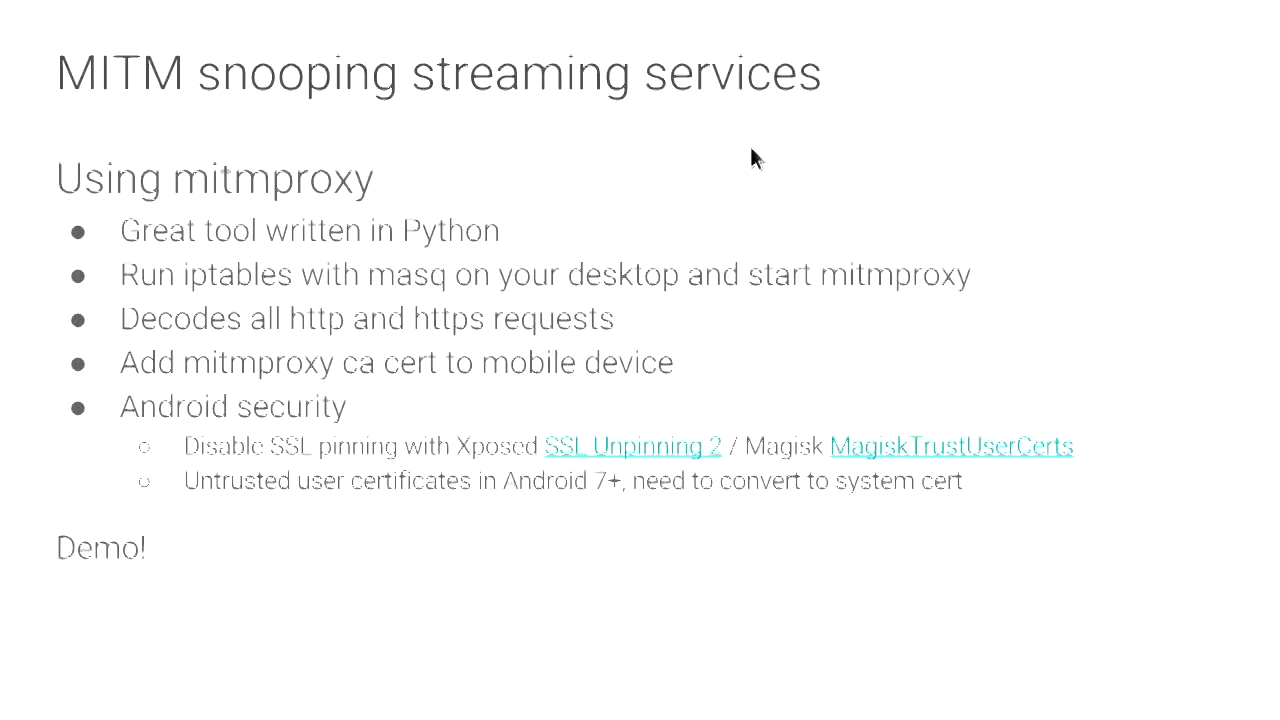 MITM snooping streaming services
Using mitmproxy
● Great tool written in Python
● Run iptables with masq on your desktop and start mitmproxy
● Decodes all http and https requests
● Add mitmproxy ca cert to mobile device
● Android security
○ Disable SSL pinning with Xposed SSL Unpinning 2 / Magisk MagiskTrustUserCerts
○ Untrusted user certificates in Android 7+, need to convert to system cert
Demo!